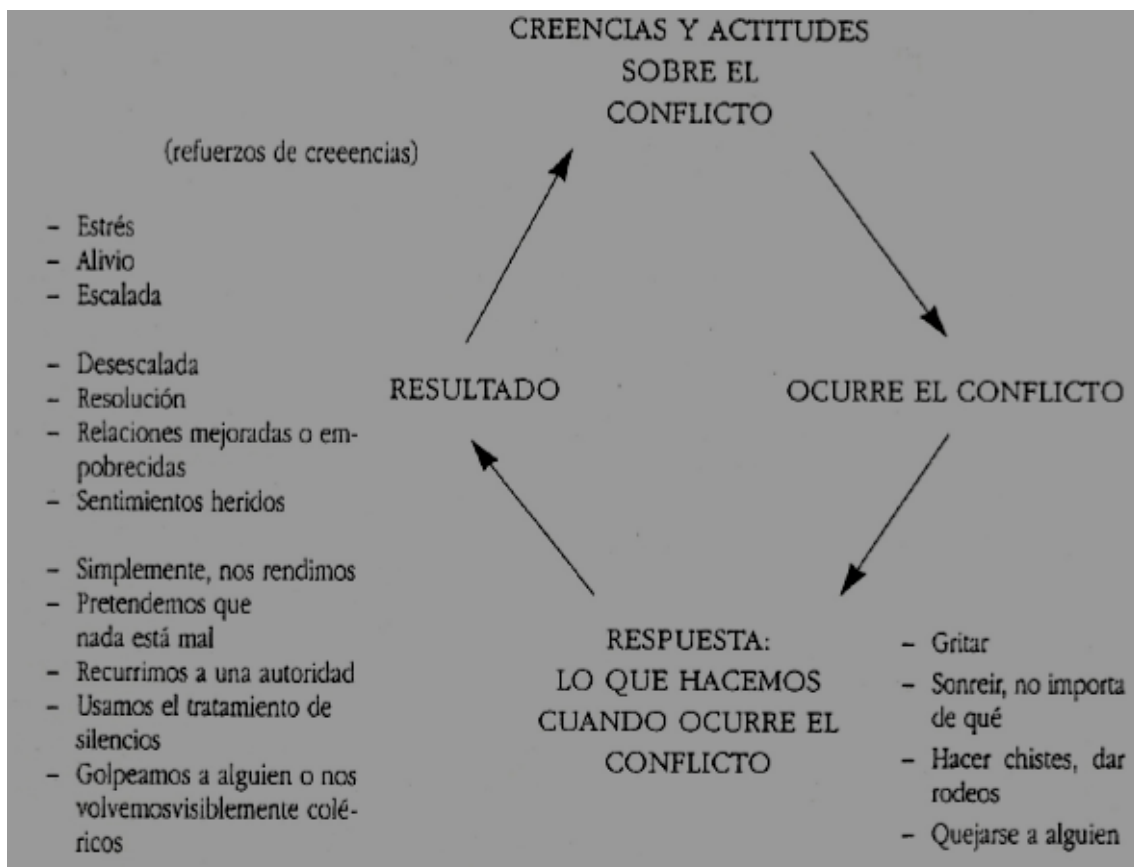 CREENCIAS Y ACTITUDES
SOBRE EL
CONFLICTO
(refuerzos de creeencias)
– Estrés
– Alivio
– Escalada
– Desescalada
– Resolución
– Relaciones mejoradas o em-
pobrecidas
– Sentimientos heridos
RESULTADO
OCURRE EL CONFLICTO
– Simplemente, nos rendimos
– Pretendemos que
nada está mal
– Recurrimos a una autoridad
– Usamos el tratamiento de
silencios
– Golpeamos a alguien o nos
volvemosvisiblemente colé-
ricos
RESPUESTA:
LO QUE HACEMOS
CUANDO OCURRE EL
CONFLICTO
– Gritar
– Sonreir, no importa
de qué
– Hacer chistes, dar
rodeos
– Quejarse a alguien